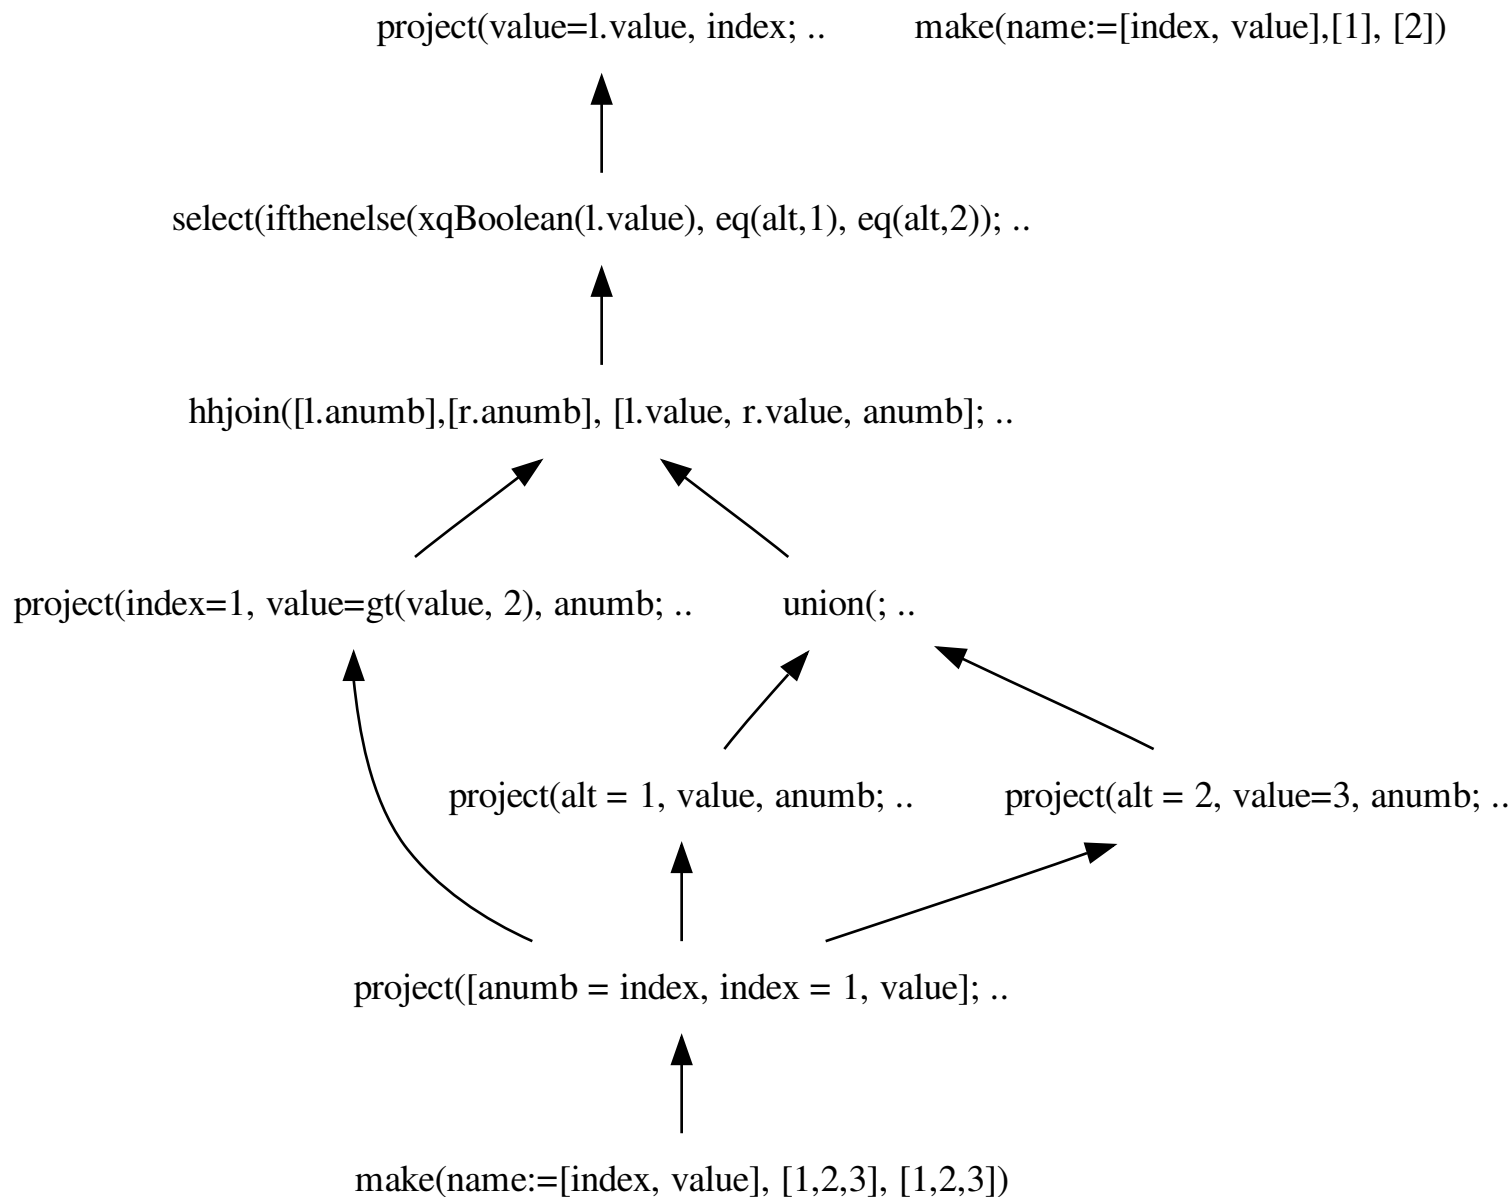 project(value=l.value, index; ..
make(name:=[index, value],[1], [2])
select(ifthenelse(xqBoolean(l.value), eq(alt,1), eq(alt,2)); ..
hhjoin([l.anumb],[r.anumb], [l.value, r.value, anumb]; ..
project(index=1, value=gt(value, 2), anumb; ..
union(; ..
project(alt = 1, value, anumb; ..
project(alt = 2, value=3, anumb; ..
project([anumb = index, index = 1, value]; ..
make(name:=[index, value], [1,2,3], [1,2,3])